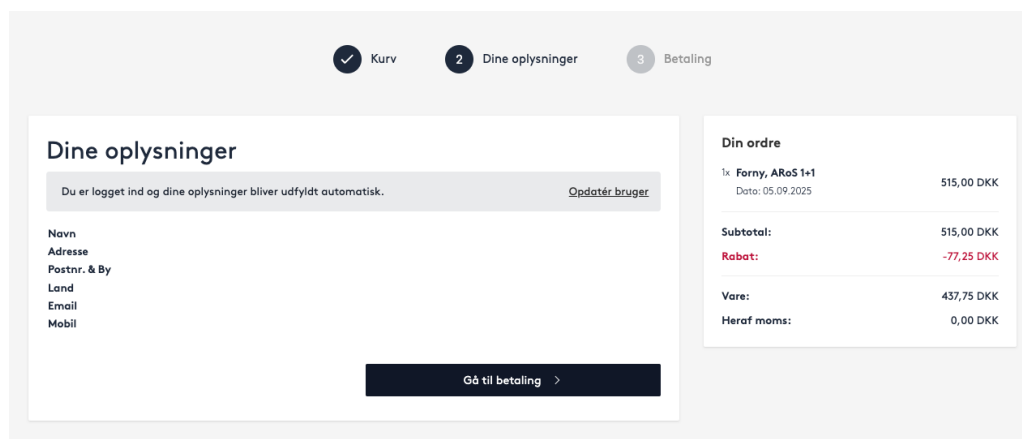 Kurv
2 Dine oplysninger
3 Betaling
Dine oplysninger
Du er logget ind og dine oplysninger bliver udfyldt automatisk. Opdatér bruger
Navn
Adresse
Postnr. & By
Land
Email
Mobil
Gå til betaling
Din ordre
1x Forny, ARoS 1+1 515,00 DKK
Dato: 05.09.2025
Subtotal: 515,00 DKK
Rabat: -77,25 DKK
Vare: 437,75 DKK
Heraf moms: 0,00 DKK